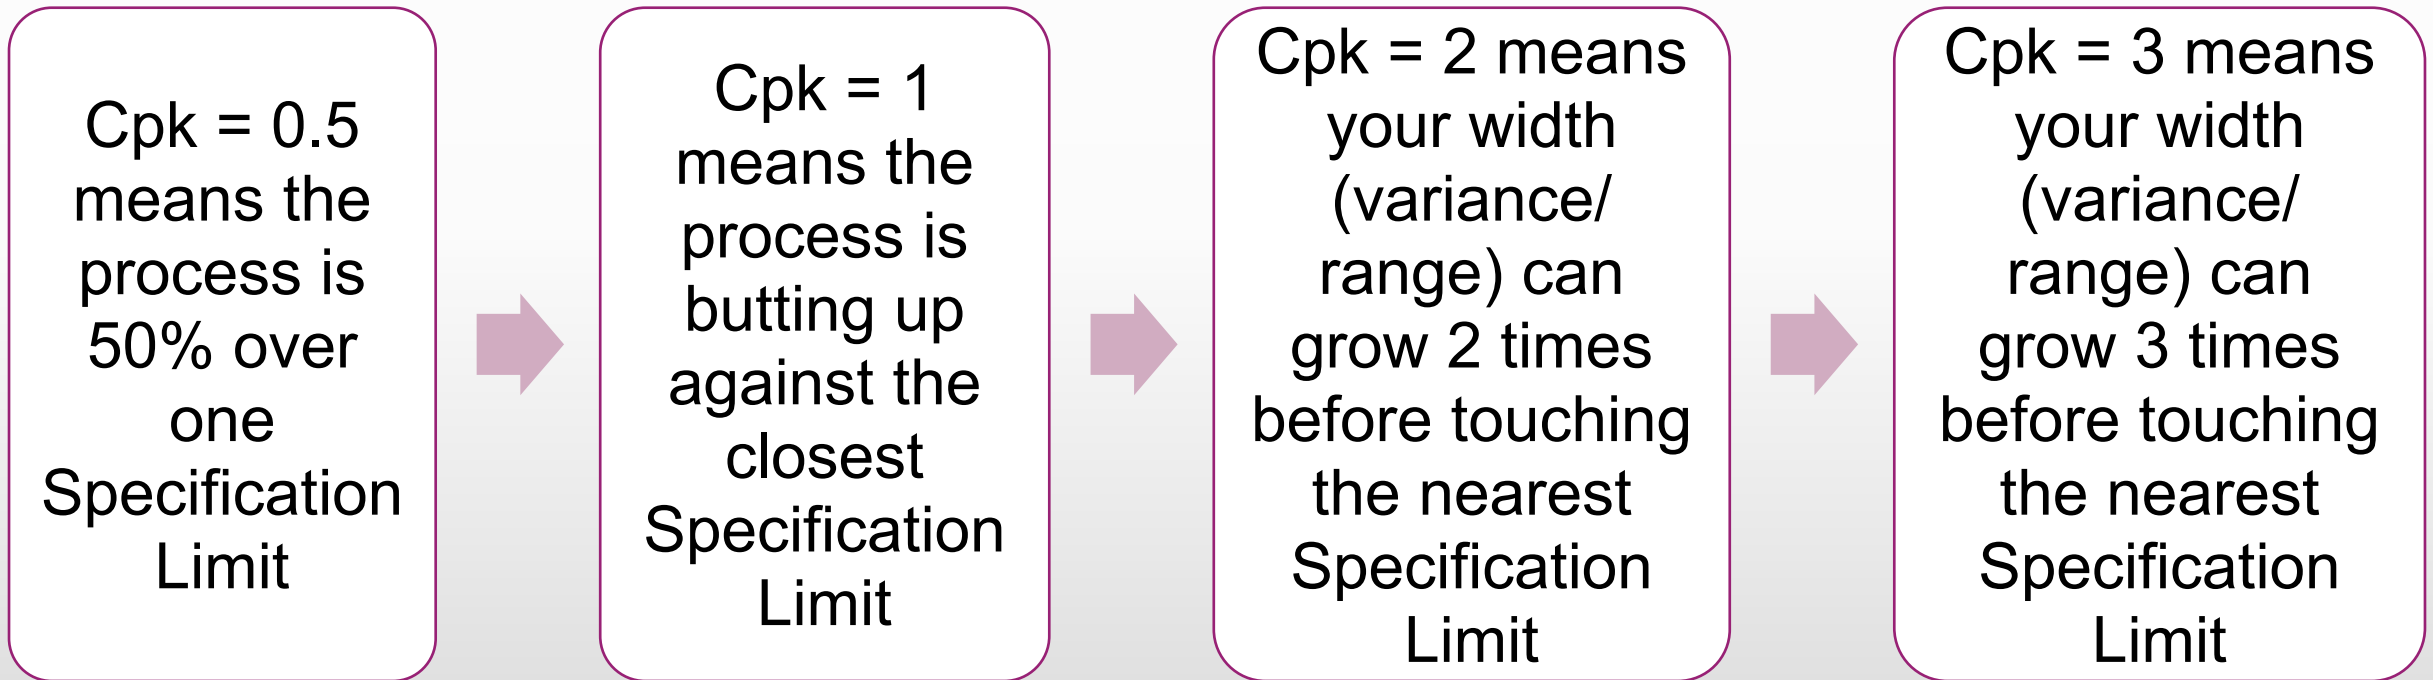 Cpk = 0.5
means the
process is
50% over
one
Specification
Limit
Cpk = 1
means the
process is
butting up
against the
closest
Specification
Limit
Cpk = 2 means
your width
(variance/
range) can
grow 2 times
before touching
the nearest
Specification
Limit
Cpk = 3 means
your width
(variance/
range) can
grow 3 times
before touching
the nearest
Specification
Limit